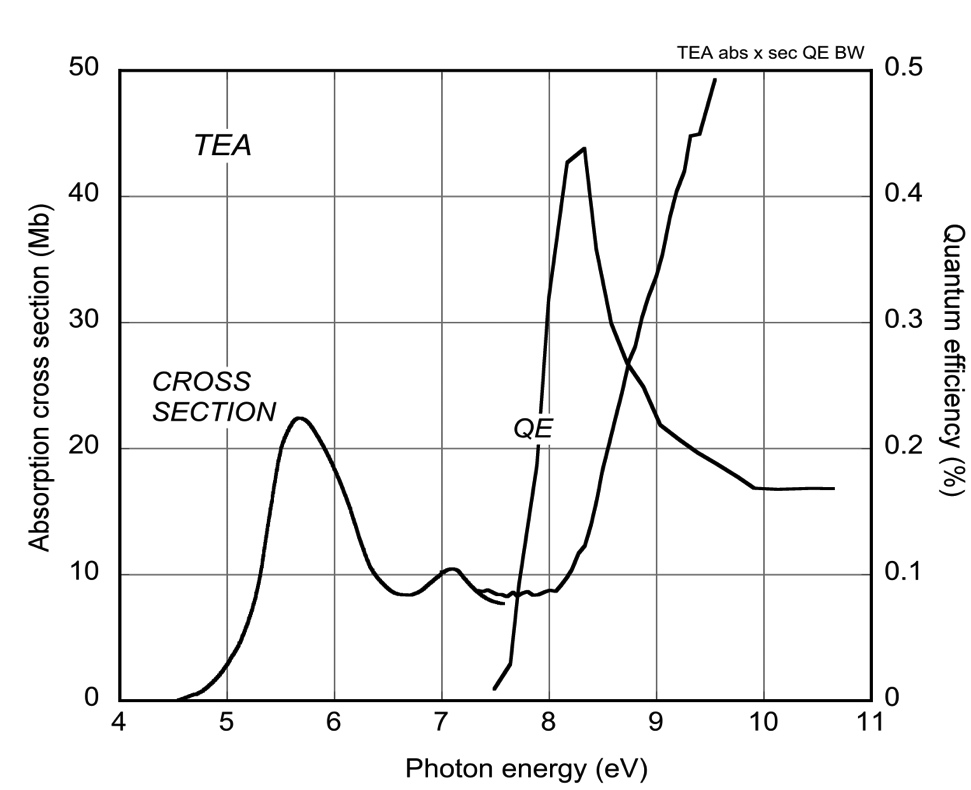 TEA abs x sec QE BW
50
40
30
20
10
0
Absorption cross section (Mb)
TEA
CROSS
SECTION
QE
0.5
0.4
0.3
0.2
0.1
0
Quantum efficiency (%)
4 5 6 7 8 9 10 11
Photon energy (eV)